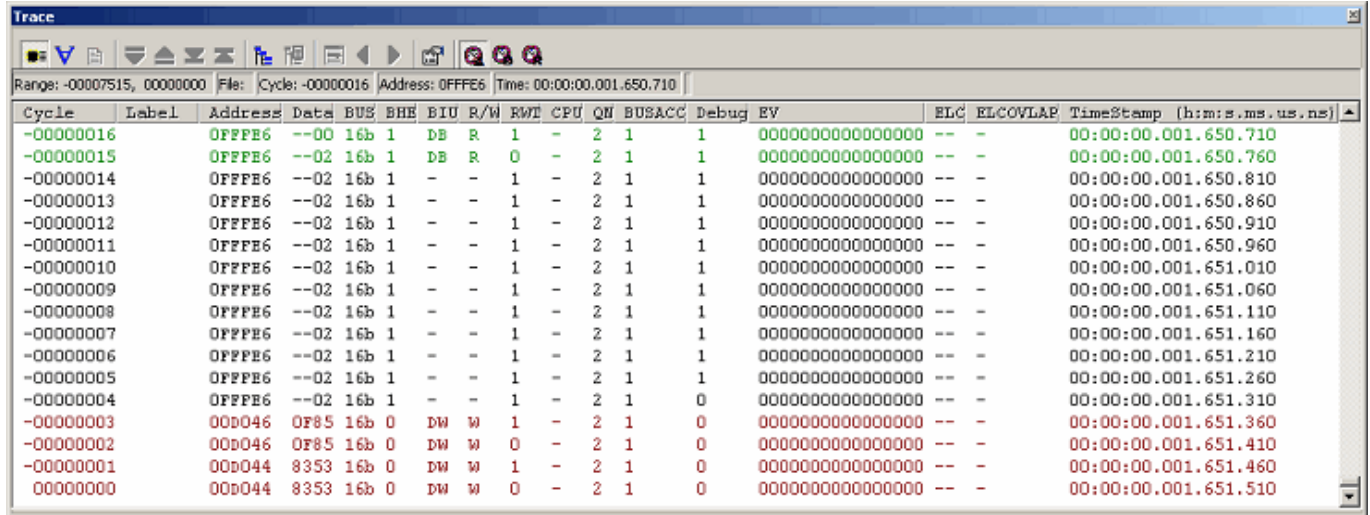 Trace
Range: -00007515, 00000000 File: Cycle: -00000016 Address: 0FFFE6 Time: 00:00:00.001.650.710
Cycle Label Address Data BUS BHE BIU R/W RWT CPU QN BUSACC Debug EV ELC ELCOVLAP TimeStamp (h:m:s.ms.us.ns)
-00000016 0FFFE6 --00 16b 1 DB R 1 - 2 1 1 0000000000000000 -- - 00:00:00.001.650.710
-00000015 0FFFE6 --02 16b 1 DB R 0 - 2 1 1 0000000000000000 -- - 00:00:00.001.650.760
-00000014 0FFFE6 --02 16b 1 - - 1 - 2 1 1 0000000000000000 -- - 00:00:00.001.650.810
-00000013 0FFFE6 --02 16b 1 - - 1 - 2 1 1 0000000000000000 -- - 00:00:00.001.650.860
-00000012 0FFFE6 --02 16b 1 - - 1 - 2 1 1 0000000000000000 -- - 00:00:00.001.650.910
-00000011 0FFFE6 --02 16b 1 - - 1 - 2 1 1 0000000000000000 -- - 00:00:00.001.650.960
-00000010 0FFFE6 --02 16b 1 - - 1 - 2 1 1 0000000000000000 -- - 00:00:00.001.651.010
-00000009 0FFFE6 --02 16b 1 - - 1 - 2 1 1 0000000000000000 -- - 00:00:00.001.651.060
-00000008 0FFFE6 --02 16b 1 - - 1 - 2 1 1 0000000000000000 -- - 00:00:00.001.651.110
-00000007 0FFFE6 --02 16b 1 - - 1 - 2 1 1 0000000000000000 -- - 00:00:00.001.651.160
-00000006 0FFFE6 --02 16b 1 - - 1 - 2 1 1 0000000000000000 -- - 00:00:00.001.651.210
-00000005 0FFFE6 --02 16b 1 - - 1 - 2 1 1 0000000000000000 -- - 00:00:00.001.651.260
-00000004 0FFFE6 --02 16b 1 - - 1 - 2 1 0 0000000000000000 -- - 00:00:00.001.651.310
-00000003 00D046 0F85 16b 0 DW W 1 - 2 1 0 0000000000000000 -- - 00:00:00.001.651.360
-00000002 00D046 0F85 16b 0 DW W 0 - 2 1 0 0000000000000000 -- - 00:00:00.001.651.410
-00000001 00D044 8353 16b 0 DW W 1 - 2 1 0 0000000000000000 -- - 00:00:00.001.651.460
00000000 00D044 8353 16b 0 DW W 0 - 2 1 0 0000000000000000 -- - 00:00:00.001.651.510